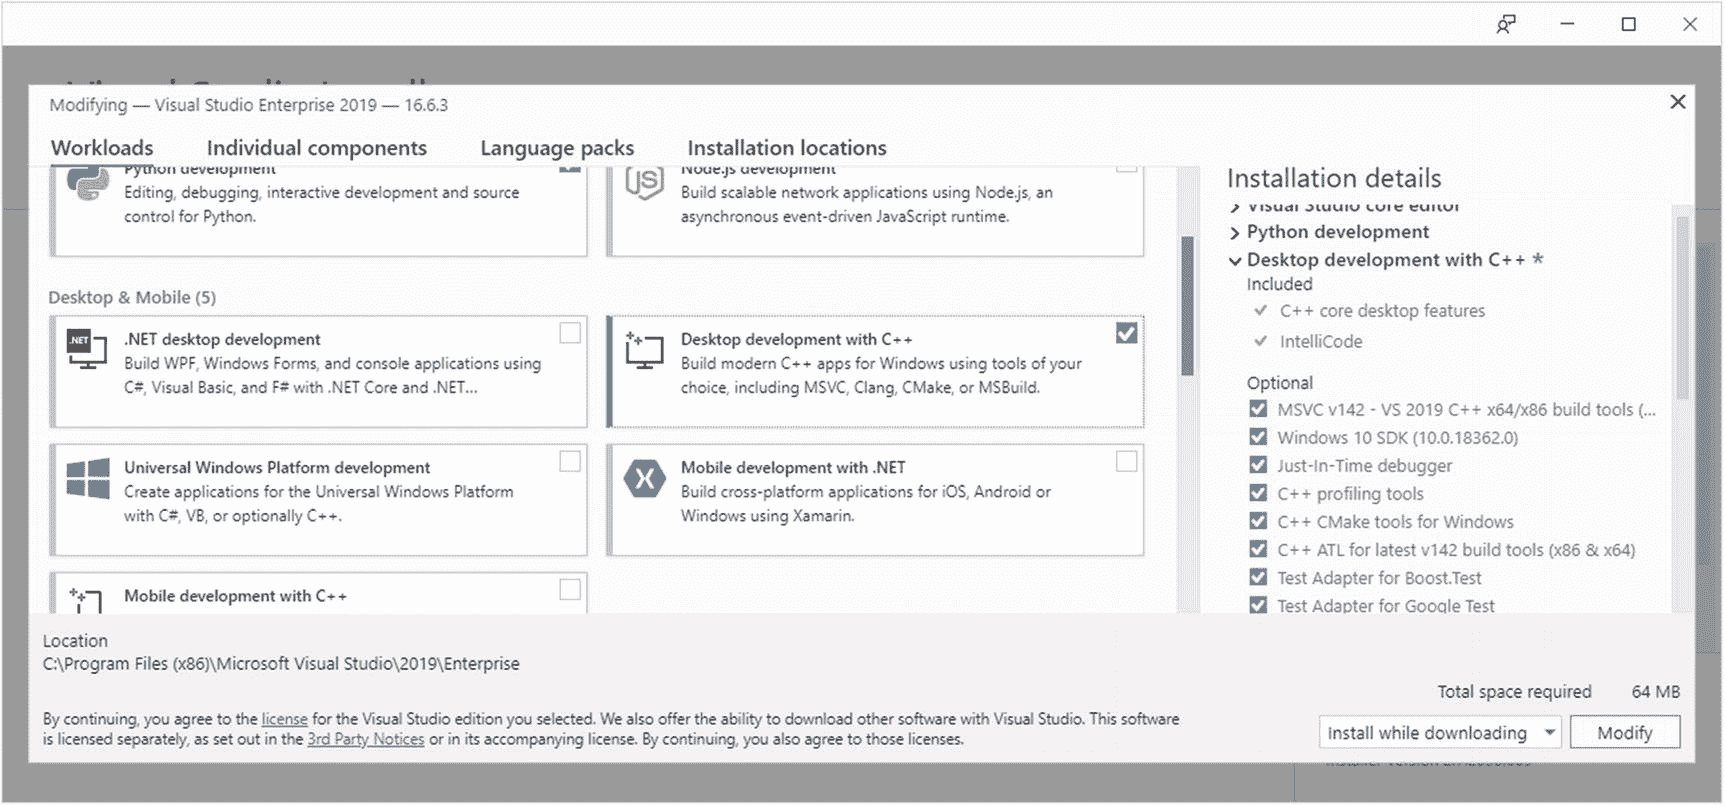 Modifying — Visual Studio Enterprise 2019 — 16.6.3
Workloads
Individual components
Language packs
Installation locations
Python development
Editing, debugging, interactive development and source
control for Python.
Node.js development
Build scalable network applications using Node.js, an
asynchronous event-driven JavaScript runtime.
Desktop & Mobile (5)
.NET
.NET desktop development
Build WPF, Windows Forms, and console applications using
C#, Visual Basic, and F# with .NET Core and .NET...
Desktop development with C++
Build modern C++ apps for Windows using tools of your
choice, including MSVC, Clang, CMake, or MSBuild.
Universal Windows Platform development
Create applications for the Universal Windows Platform
with C#, VB, or optionally C++.
Mobile development with .NET
Build cross-platform applications for iOS, Android or
Windows using Xamarin.
Mobile development with C++
Installation details
Visual Studio core editor
Python development
Desktop development with C++ *
Included
C++ core desktop features
IntelliCode
Optional
MSVC v142 - VS 2019 C++ x64/x86 build tools (...
Windows 10 SDK (10.0.18362.0)
Just-In-Time debugger
C++ profiling tools
C++ CMake tools for Windows
C++ ATL for latest v142 build tools (x86 & x64)
Test Adapter for Boost.Test
Test Adapter for Google Test
Location
C:\Program Files (x86)\Microsoft Visual Studio\2019\Enterprise
Total space required 64 MB
By continuing, you agree to the license for the Visual Studio edition you selected. We also offer the ability to download other software with Visual Studio. This software
is licensed separately, as set out in the 3rd Party Notices or in its accompanying license. By continuing, you also agree to those licenses.
Install while downloading
Modify